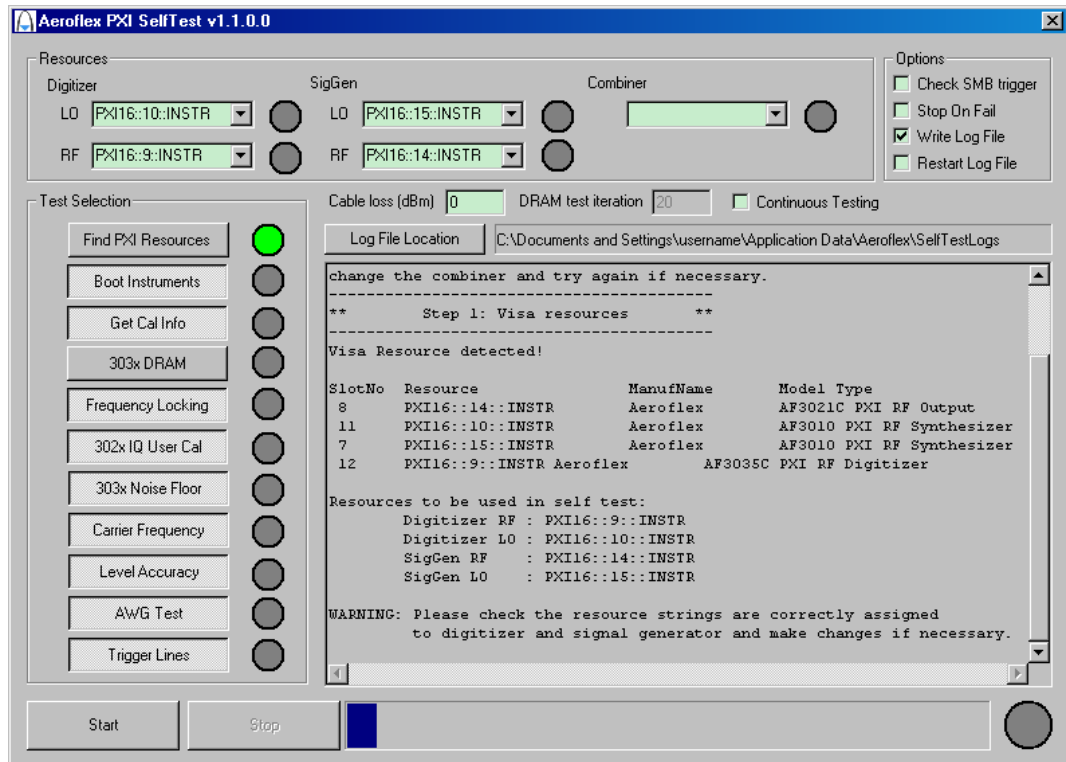 Aeroflex PXI SelfTest v1.1.0.0
Resources
Digitizer
LO PXI16::10::INSTR
RF PXI16::9::INSTR
SigGen
LO PXI16::15::INSTR
RF PXI16::14::INSTR
Combiner
Options
Check SMB trigger
Stop On Fail
Write Log File
Restart Log File
Test Selection
Find PXI Resources
Boot Instruments
Get Cal Info
303x DRAM
Frequency Locking
302x IQ User Cal
303x Noise Floor
Carrier Frequency
Level Accuracy
AWG Test
Trigger Lines
Cable loss (dBm) 0 DRAM test iteration 20 Continuous Testing
Log File Location C:\Documents and Settings\username\Application Data\Aeroflex\SelfTestLogs
change the combiner and try again if necessary.
-----------------------------------------
** Step 1: Visa resources **
-----------------------------------------
Visa Resource detected!
SlotNo Resource ManufName Model Type
8 PXI16::14::INSTR Aeroflex AF3021C PXI RF Output
11 PXI16::10::INSTR Aeroflex AF3010 PXI RF Synthesizer
7 PXI16::15::INSTR Aeroflex AF3010 PXI RF Synthesizer
12 PXI16::9::INSTR Aeroflex AF3035C PXI RF Digitizer
Resources to be used in self test:
Digitizer RF : PXI16::9::INSTR
Digitizer LO : PXI16::10::INSTR
SigGen RF : PXI16::14::INSTR
SigGen LO : PXI16::15::INSTR
WARNING: Please check the resource strings are correctly assigned
to digitizer and signal generator and make changes if necessary.
Start
Stop